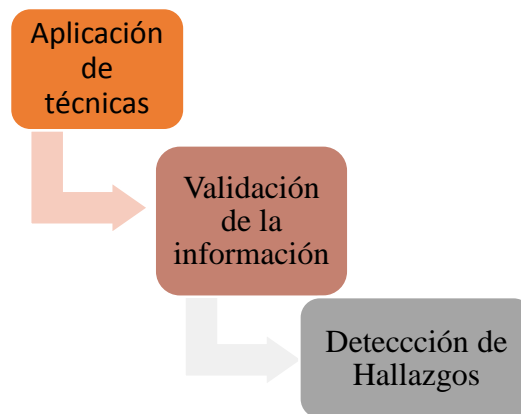 Aplicación
de
técnicas
Validación
de la
información
Deteccción de
Hallazgos